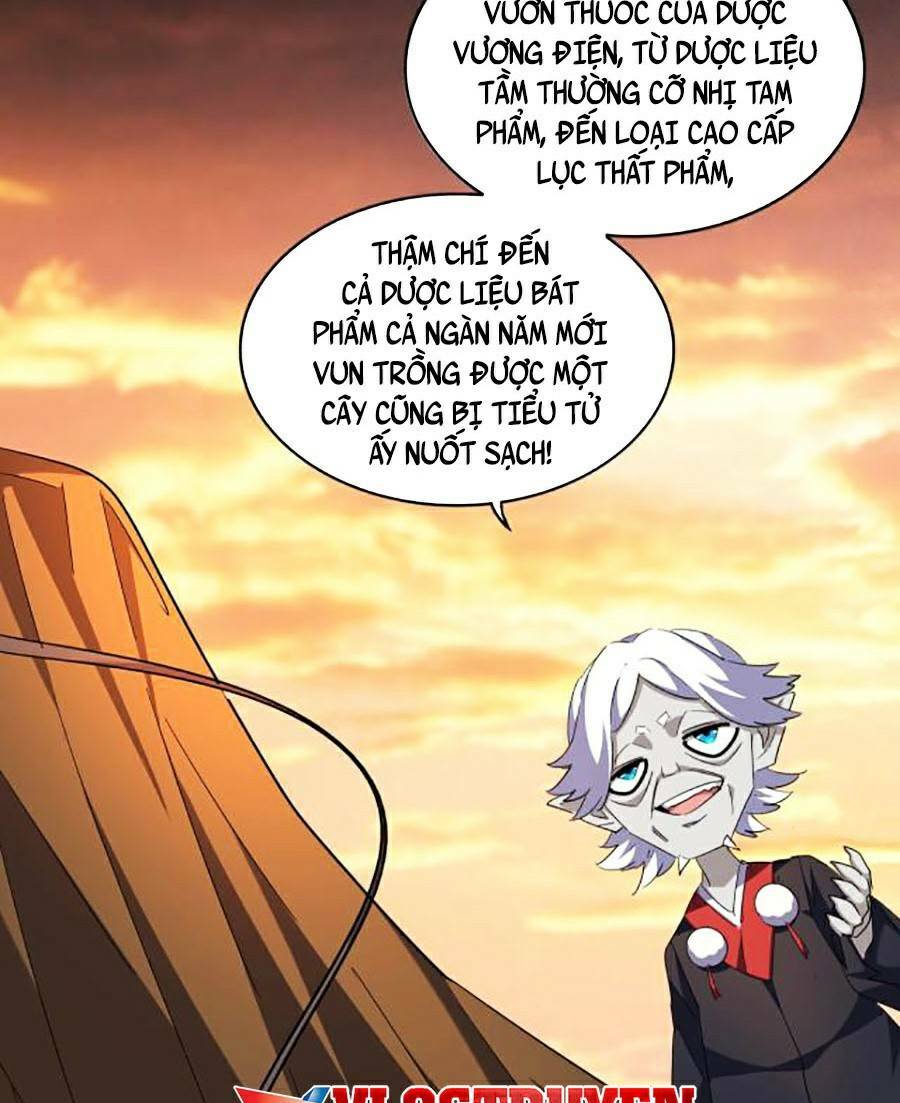 VƯỜN THUỐC CỦA DƯỢC
VƯƠNG ĐIỆN, TỪ DƯỢC LIỆU
TẦM THƯỜNG CỠ NHỊ TAM
PHẨM, ĐẾN LOẠI CAO CẤP
LỤC THẤT PHẨM,
THẬM CHÍ ĐẾN
CẢ DƯỢC LIỆU BÁT
PHẨM CẢ NGÀN NĂM MỚI
VUN TRỒNG ĐƯỢC MỘT
CÂY CŨNG BỊ TIỂU TỬ
ẤY NUỐT SẠCH!
VLOGTRUYEN